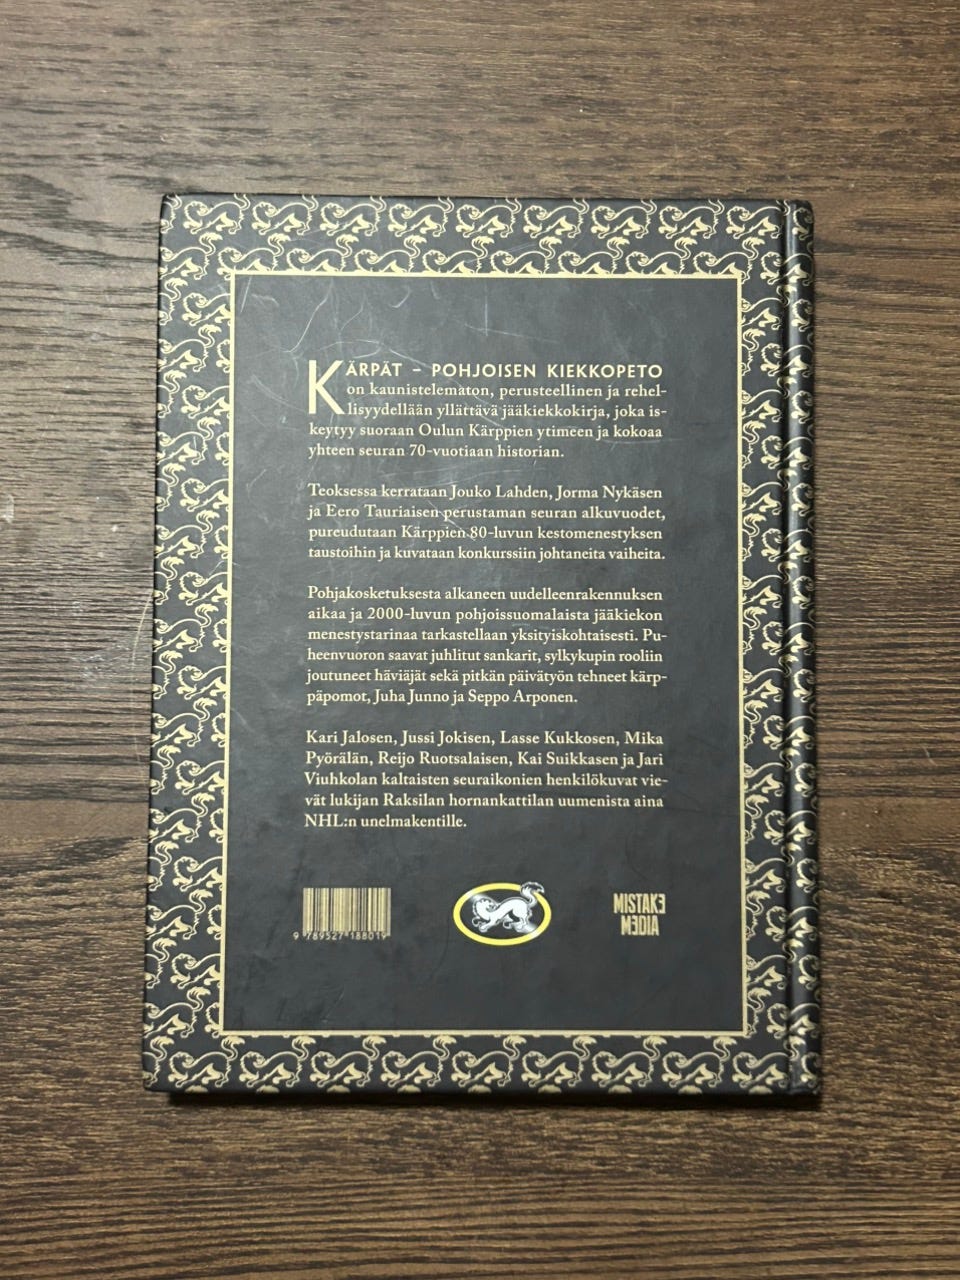 KÄRPÄT – POHJOISEN KIEKKOPETO
on kaunistelematon, perusteellinen ja rehel-
lisyydellään yllättävä jääkiekkokirja, joka is-
keytyy suoraan Oulun Kärppien ytimeen ja kokoaa
yhteen seuran 70-vuotiaan historian.
Teoksessa kerrataan Jouko Lahden, Jorma Nykäsen
ja Eero Tauriaisen perustaman seuran alkuvuodet,
pureudutaan Kärppien 80-luvun kestomenestyksen
taustoihin ja kuvataan konkurssiin johtaneita vaiheita.
Pohjakosketuksesta alkaneen uudelleenrakennuksen
aikaa ja 2000-luvun pohjoissuomalaista jääkiekon
menestystarinaa tarkastellaan yksityiskohtaisesti. Pu-
heenvuoron saavat juhlitut sankarit, sylkykupin rooliin
joutuneet häviäjät sekä pitkän päivätyön tehneet kärp-
päpomot, Juha Junno ja Seppo Arponen.
Kari Jalosen, Jussi Jokisen, Lasse Kukkosen, Mika
Pyörälän, Reijo Ruotsalaisen, Kai Suikkasen ja Jari
Viuhkolan kaltaisten seuraikonien henkilökuvat vie-
vät lukijan Raksilan hornankattilan uumenista aina
NHL:n unelmakentille.
9 789527 188019
MISTAKE
MEDIA